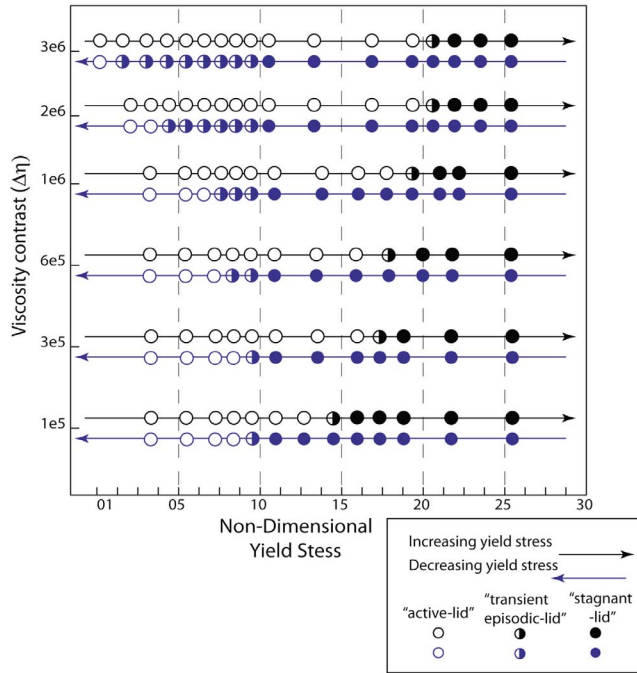 Viscosity contrast (Δη)
3e6
2e6
1e6
6e5
3e5
1e5
01 05 10 15 20 25 30
Non-Dimensional
Yield Stess
Increasing yield stress
Decreasing yield stress
"active-lid"
"transient
episodic-lid"
"stagnant
-lid"